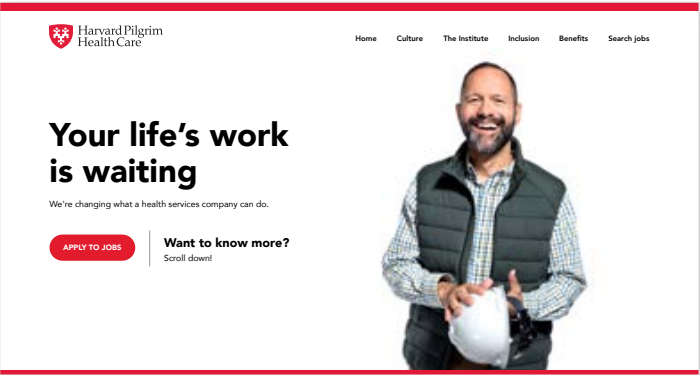 Harvard Pilgrim
Health Care
Home Culture The Institute Inclusion Benefits Search jobs
Your life's work
is waiting
We're changing what a health services company can do.
APPLY TO JOBS
Want to know more?
Scroll down!